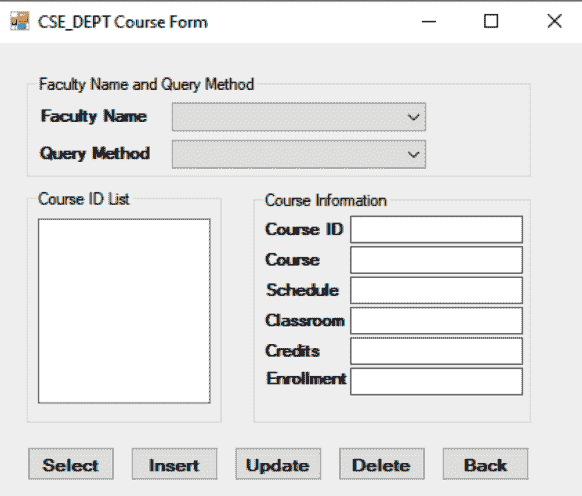 CSE_DEPT Course Form
Faculty Name and Query Method
Faculty Name
Query Method
Course ID List
Course Information
Course ID
Course
Schedule
Classroom
Credits
Enrollment
Select Insert Update Delete Back